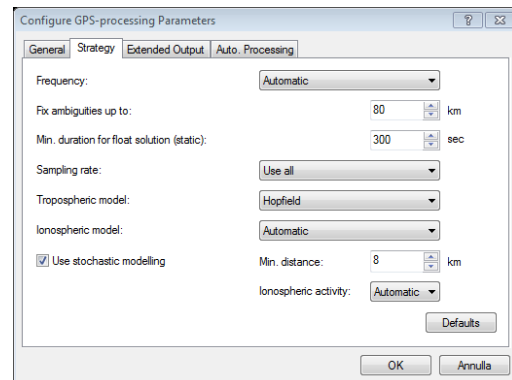 Configure GPS-processing Parameters
General Strategy Extended Output Auto. Processing
Frequency: Automatic
Fix ambiguities up to: 80 km
Min. duration for float solution (static): 300 sec
Sampling rate: Use all
Tropospheric model: Hopfield
Ionospheric model: Automatic
Use stochastic modelling Min. distance: 8 km
Ionospheric activity: Automatic
Defaults
OK Annulla